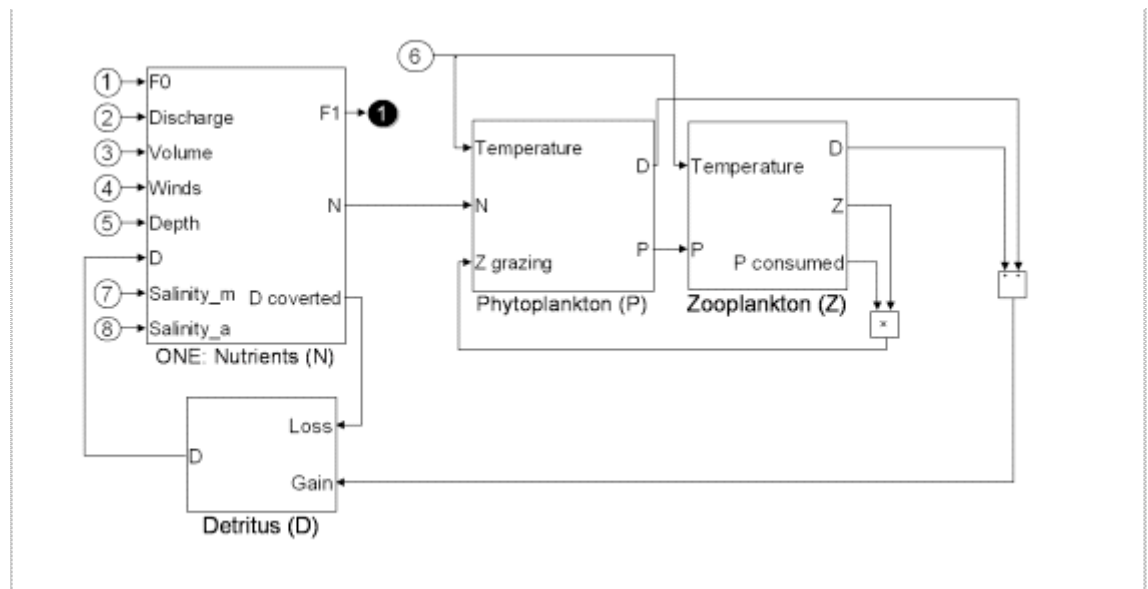 6
1 F0
F1 1
2 Discharge
3 Volume
4 Winds
5 Depth
N
D
7 Salinity_m
D coverted
8 Salinity_a
ONE: Nutrients (N)
Temperature
D
N
P
Z grazing
Phytoplankton (P)
D
Temperature
Z
P
P consumed
Zooplankton (Z)
×
Loss
D
Gain
Detritus (D)